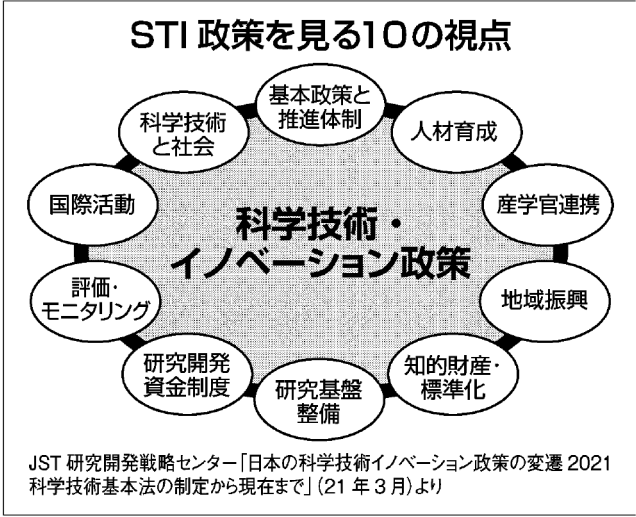 STI 政策を見る10の視点
基本政策と
推進体制
人材育成
産学官連携
地域振興
知的財産・
標準化
研究基盤
整備
研究開発
資金制度
評価・
モニタリング
国際活動
科学技術
と社会
科学技術・
イノベーション政策
JST 研究開発戦略センター「日本の科学技術イノベーション政策の変遷 2021
科学技術基本法の制定から現在まで」(21 年 3 月)より